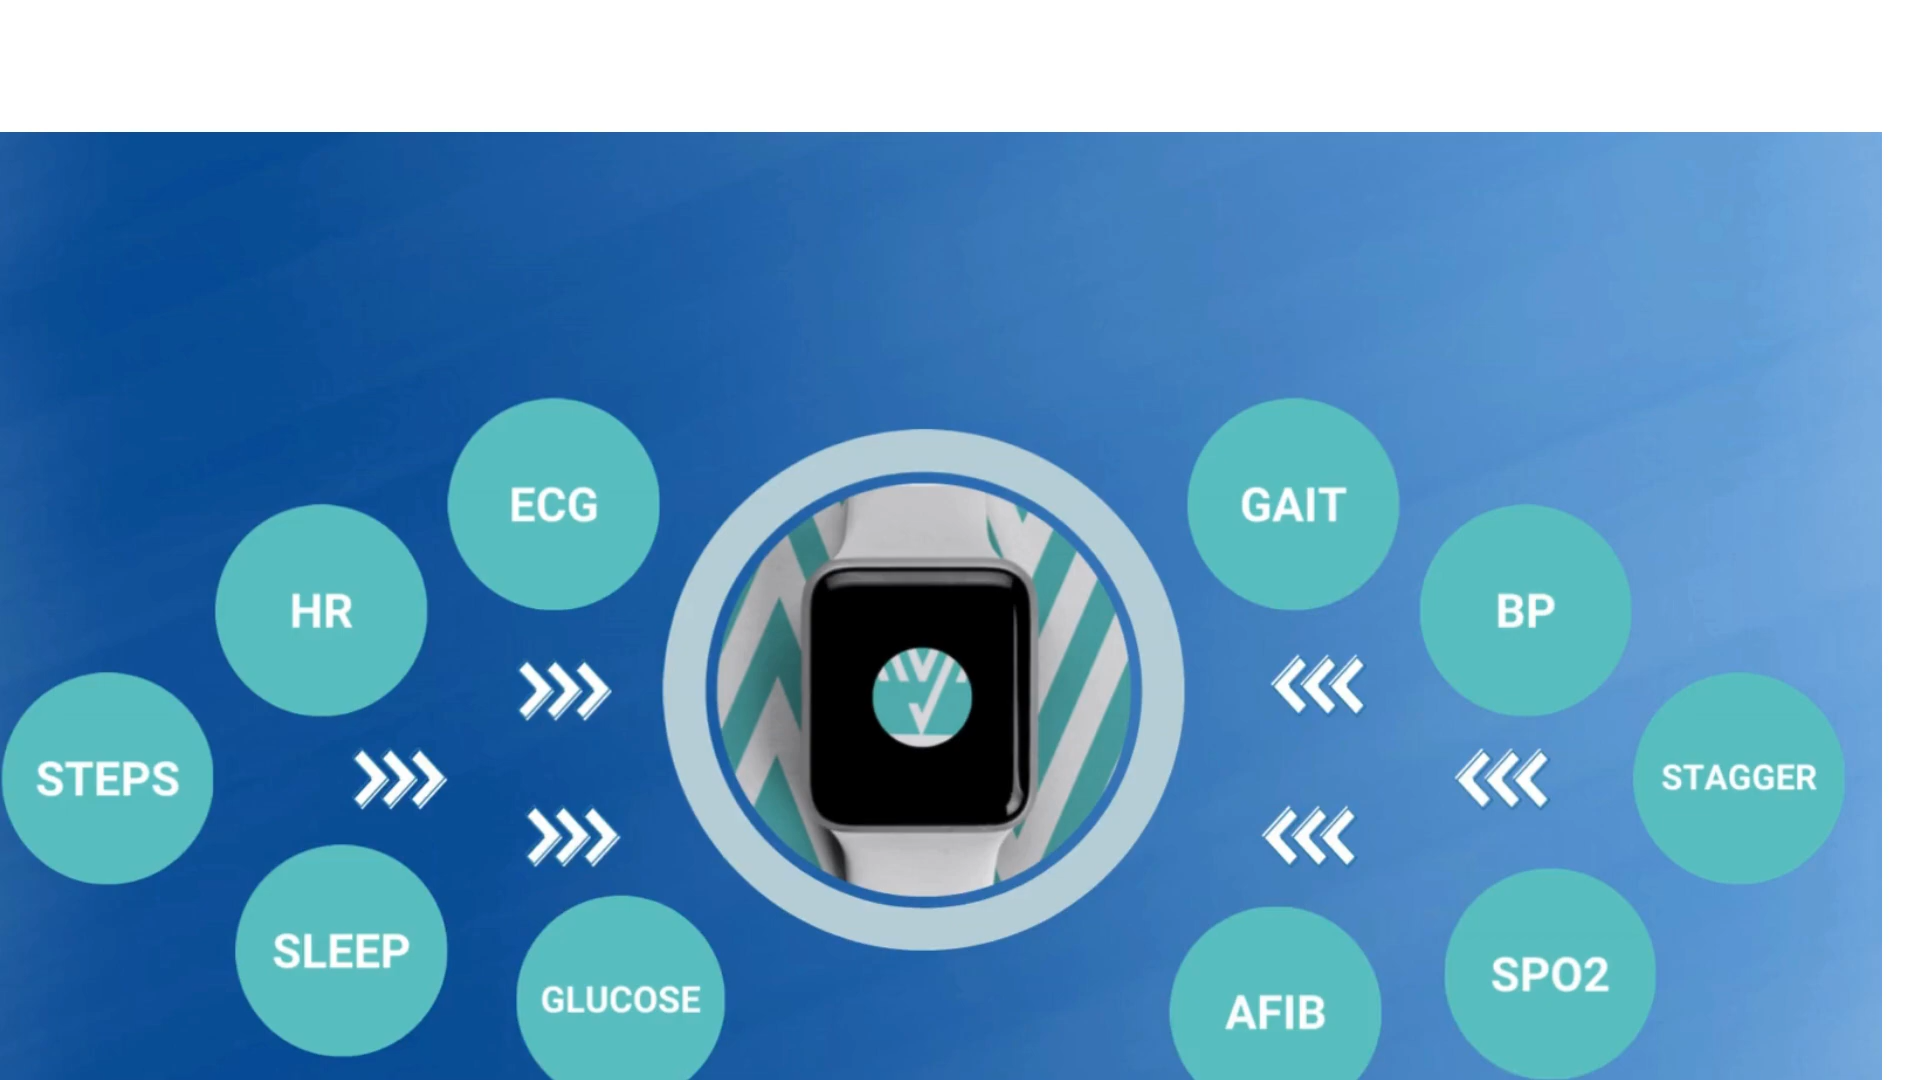 ECG
HR
STEPS
SLEEP
GLUCOSE
GAIT
BP
STAGGER
SPO2
AFIB